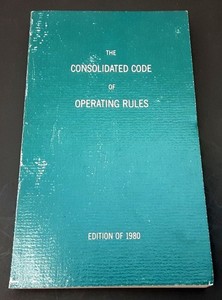 THE
CONSOLIDATED CODE
OF
OPERATING RULES
EDITION OF 1980